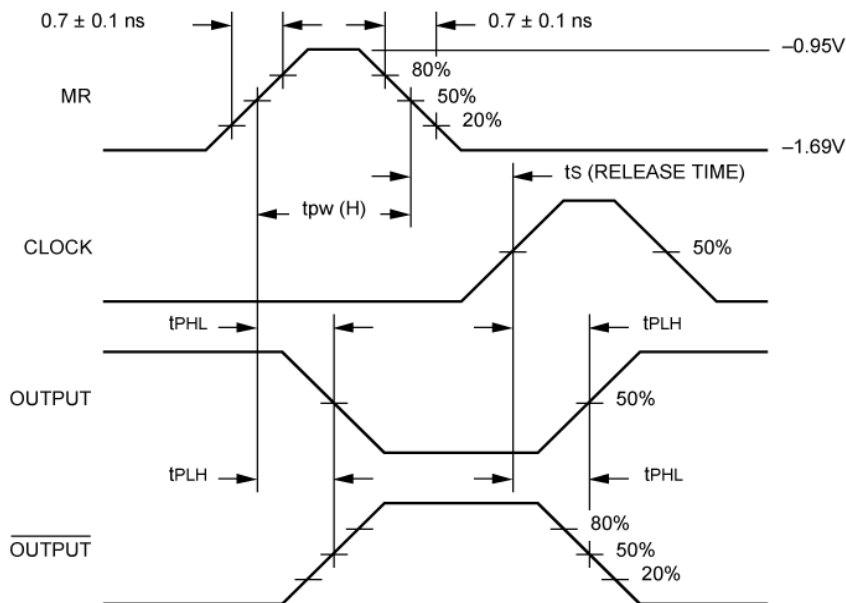 0.7 ± 0.1 ns 0.7 ± 0.1 ns
–0.95V
80%
MR 50%
20%
–1.69V
tS (RELEASE TIME)
tpw (H)
CLOCK 50%
tPHL tPLH
OUTPUT 50%
tPLH tPHL
80%
OUTPUT 50%
20%